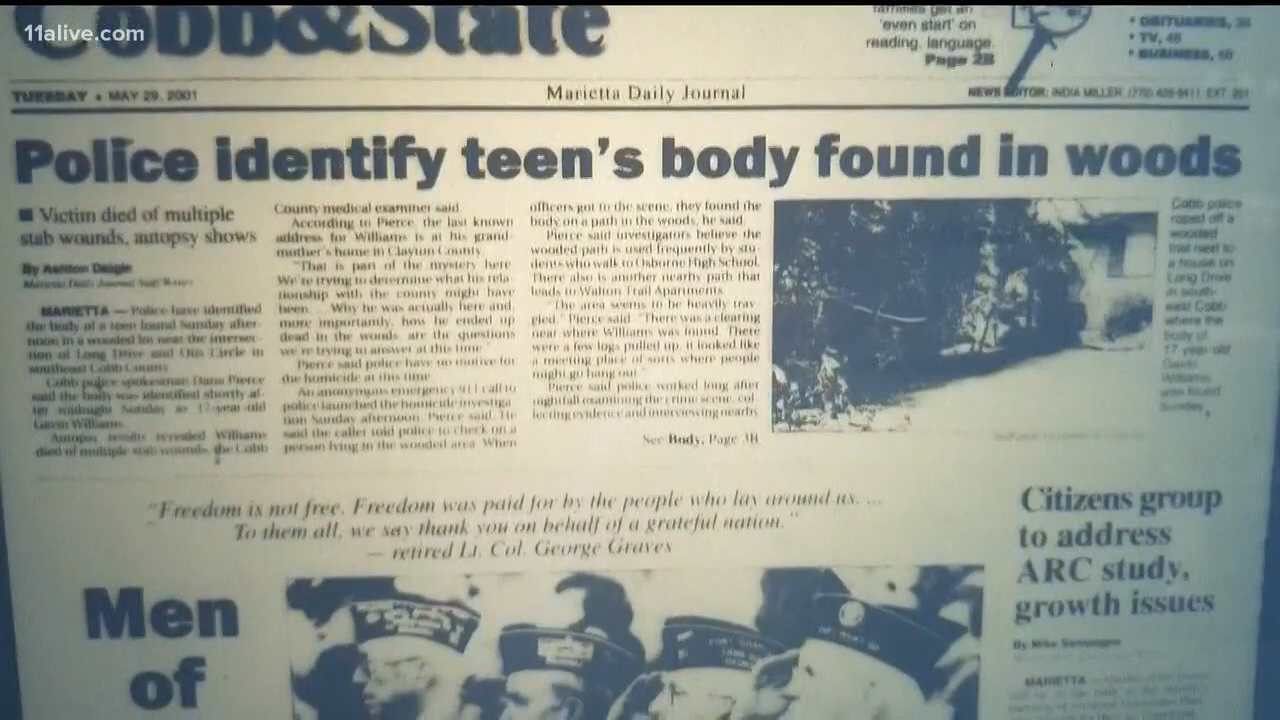 11alive.com
Cobb&State
families get an
'even start' on
reading, language.
Page 2B
• OBITUARIES, 3B
• TV, 4B
• BUSINESS, 5B
TUESDAY • MAY 29, 2001
Marietta Daily Journal
NEWS EDITOR: INDIA MILLER (770) 428-9411, EXT. 201
Police identify teen's body found in woods
■ Victim died of multiple
stab wounds, autopsy shows
By Ashton Daigle
Marietta Daily Journal Staff Writer
MARIETTA — Police have identified
the body of a teen found Sunday after-
noon in a wooded lot near the intersec-
tion of Long Drive and Otis Circle in
southeast Cobb County.
Cobb police spokesman Dana Pierce
said the body was identified shortly af-
ter midnight Sunday as 17-year-old
Gavin Williams.
Autopsy results revealed Williams
died of multiple stab wounds, the Cobb
County medical examiner said.
According to Pierce, the last known
address for Williams is at his grand-
mother's home in Clayton County.
"That is part of the mystery here.
We're trying to determine what his rela-
tionship with the county might have
been. ... Why he was actually here and,
more importantly, how he ended up
dead in the woods, are the questions
we're trying to answer at this time."
Pierce said police have no motive for
the homicide at this time.
An anonymous emergency 911 call to
police launched the homicide investiga-
tion Sunday afternoon, Pierce said. He
said the caller told police to check on a
person lying in the wooded area. When
officers got to the scene, they found the
body on a path in the woods, he said.
Pierce said investigators believe the
wooded path is used frequently by stu-
dents who walk to Osborne High School.
There also is another nearby path that
leads to Walton Trail Apartments.
"The area seems to be heavily trav-
eled," Pierce said. "There was a clearing
near where Williams was found. There
were a few logs pulled up, it looked like
a meeting place of sorts where people
might go hang out."
Pierce said police worked long after
nightfall examining the crime scene, col-
lecting evidence and interviewing nearby
See Body, Page 3B
Cobb police
roped off a
wooded
trail next to
a house on
Long Drive
in south-
east Cobb
where the
body of
17-year-old
Gavin
Williams
was found
Sunday.
"Freedom is not free. Freedom was paid for by the people who lay around us. ...
To them all, we say thank you on behalf of a grateful nation."
— retired Lt. Col. George Graves
Men
of
Citizens group
to address
ARC study,
growth issues
By Mike
MARIETTA —